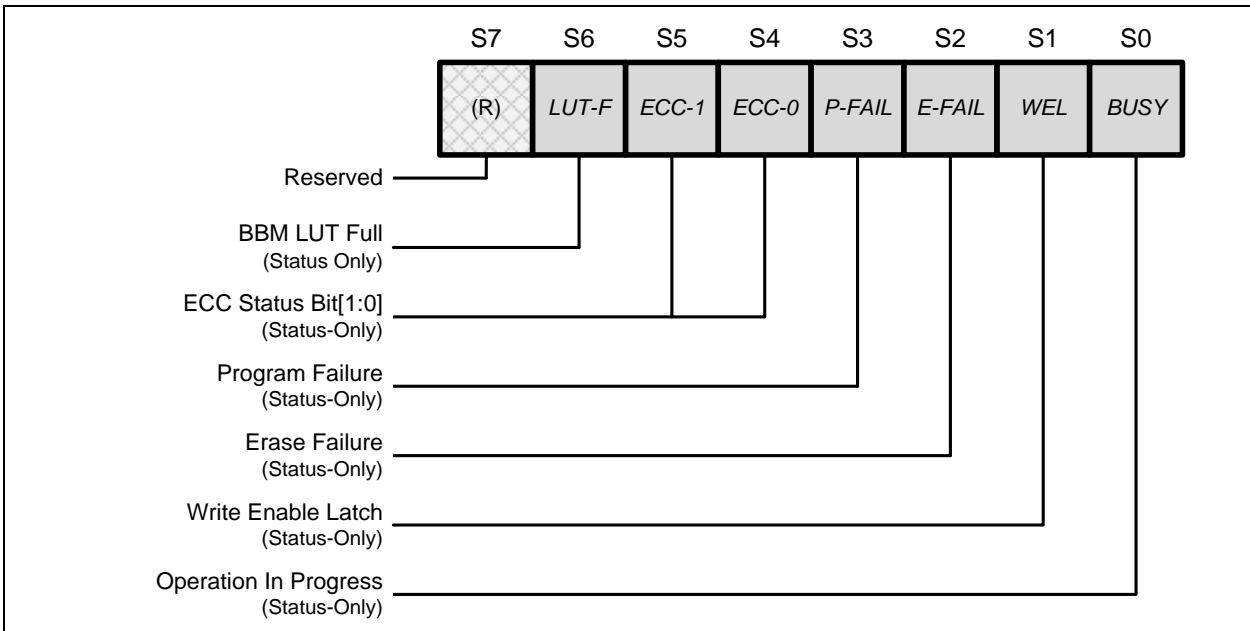 S7 S6 S5 S4 S3 S2 S1 S0
(R) LUT-F ECC-1 ECC-0 P-FAIL E-FAIL WEL BUSY
Reserved
BBM LUT Full
(Status Only)
ECC Status Bit[1:0]
(Status-Only)
Program Failure
(Status-Only)
Erase Failure
(Status-Only)
Write Enable Latch
(Status-Only)
Operation In Progress
(Status-Only)